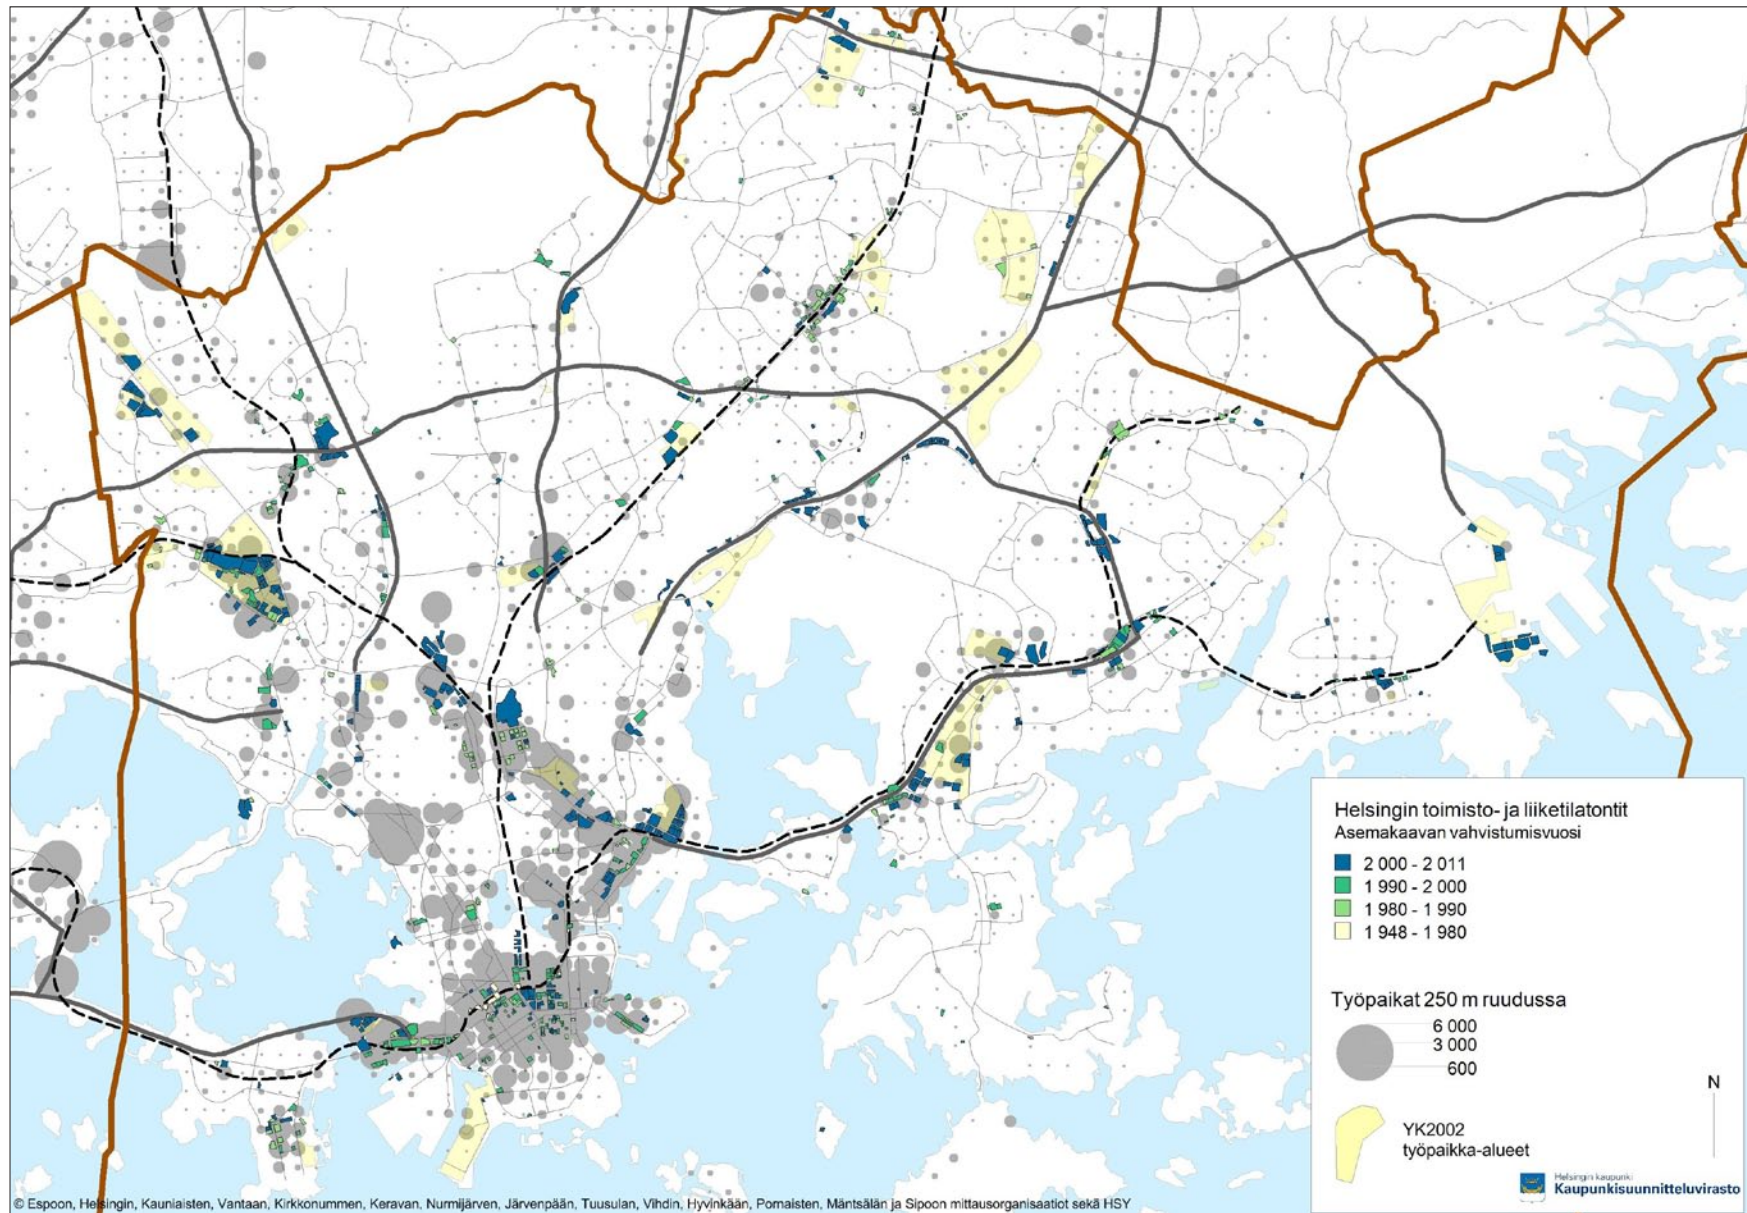 Helsingin toimisto- ja liiketilatontit
Asemakaavan vahvistumisvuosi
2 000 - 2 011
1 990 - 2 000
1 980 - 1 990
1 948 - 1 980
Työpaikat 250 m ruudussa
6 000
3 000
600
N
YK2002
työpaikka-alueet
Helsingin kaupunki
Kaupunkisuunnitteluvirasto
© Espoon, Helsingin, Kauniaisten, Vantaan, Kirkkonummen, Keravan, Nurmijärven, Järvenpään, Tuusulan, Vihdin, Hyvinkään, Pornaisten, Mäntsälän ja Sipoon mittausorganisaatiot sekä HSY